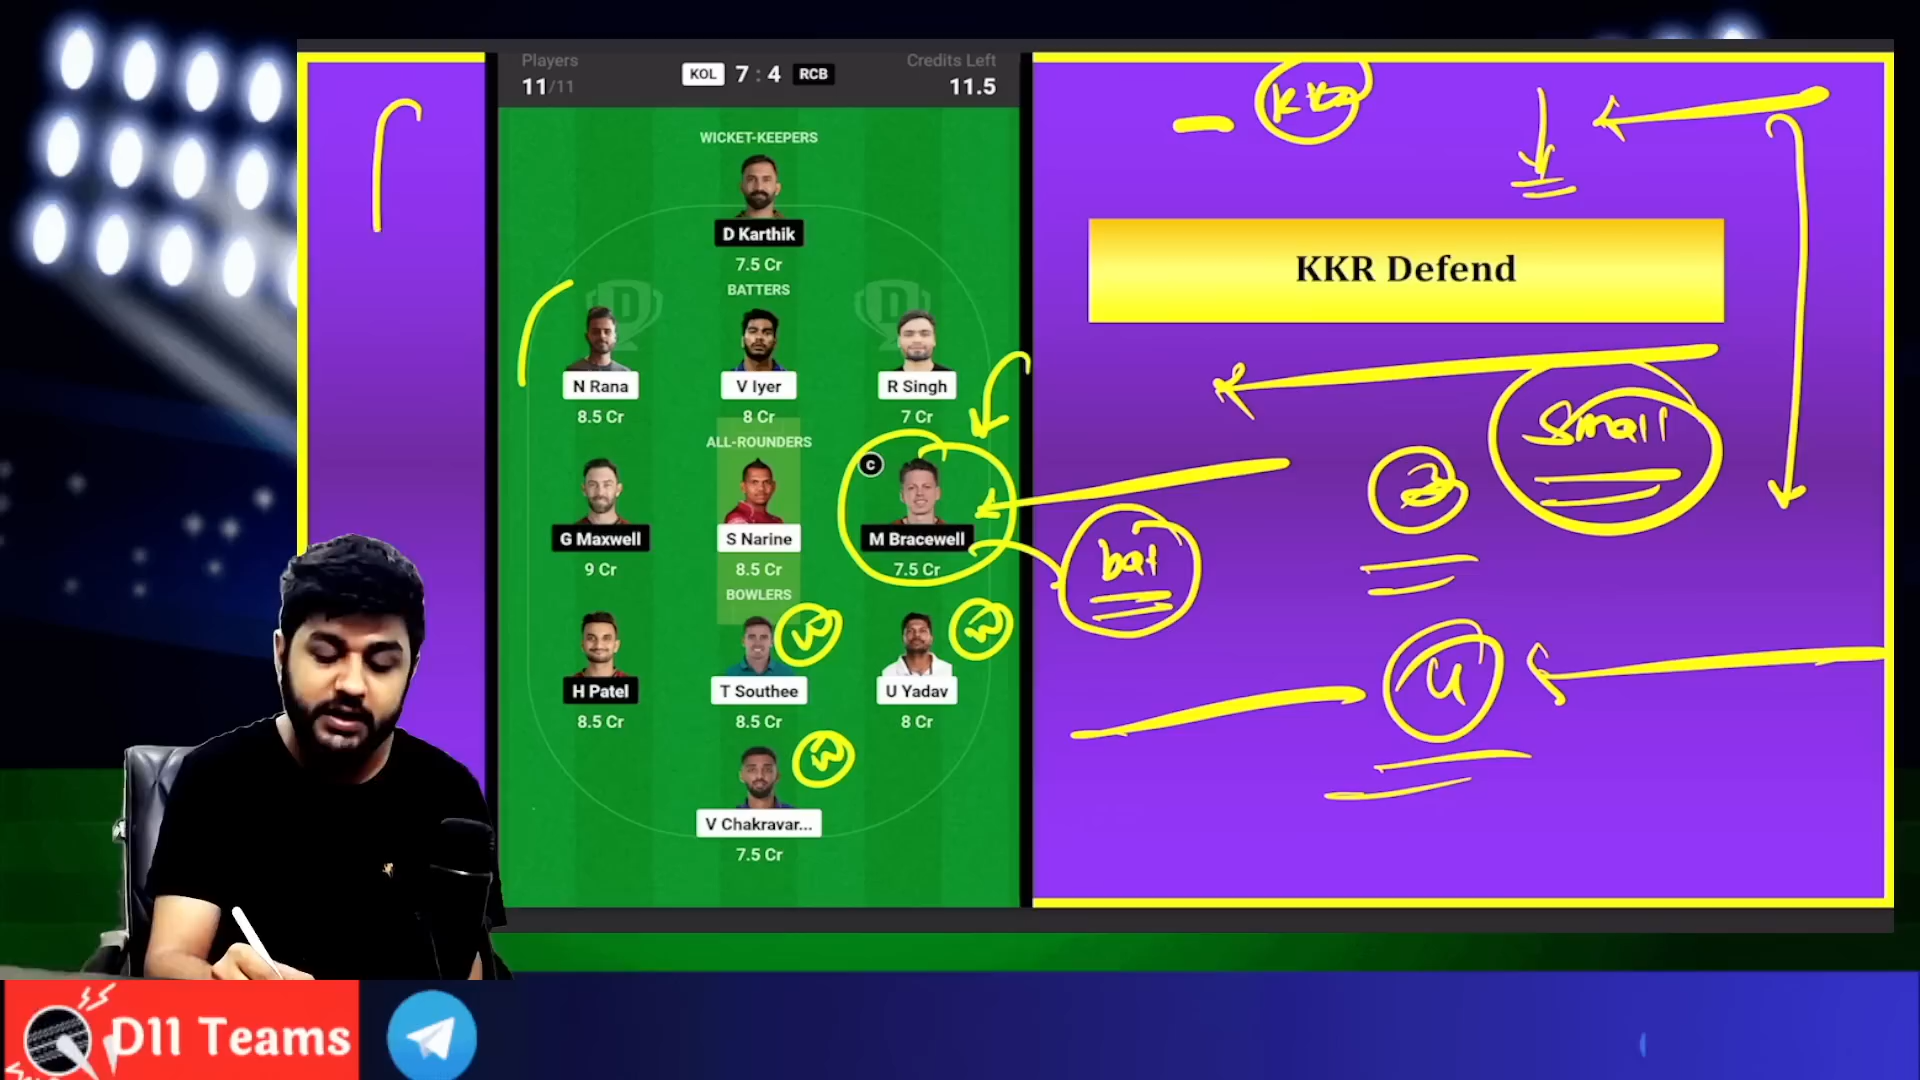 Players
11/11
KOL 7 : 4 RCB
Credits Left
11.5
WICKET-KEEPERS
D Karthik
7.5 Cr
BATTERS
N Rana
8.5 Cr
V Iyer
8 Cr
R Singh
7 Cr
ALL-ROUNDERS
G Maxwell
9 Cr
S Narine
8.5 Cr
C
M Bracewell
7.5 Cr
BOWLERS
H Patel
8.5 Cr
T Southee
8.5 Cr
U Yadav
8 Cr
V Chakravar...
7.5 Cr
KKR Defend
small
bat
W
W
D11 Teams